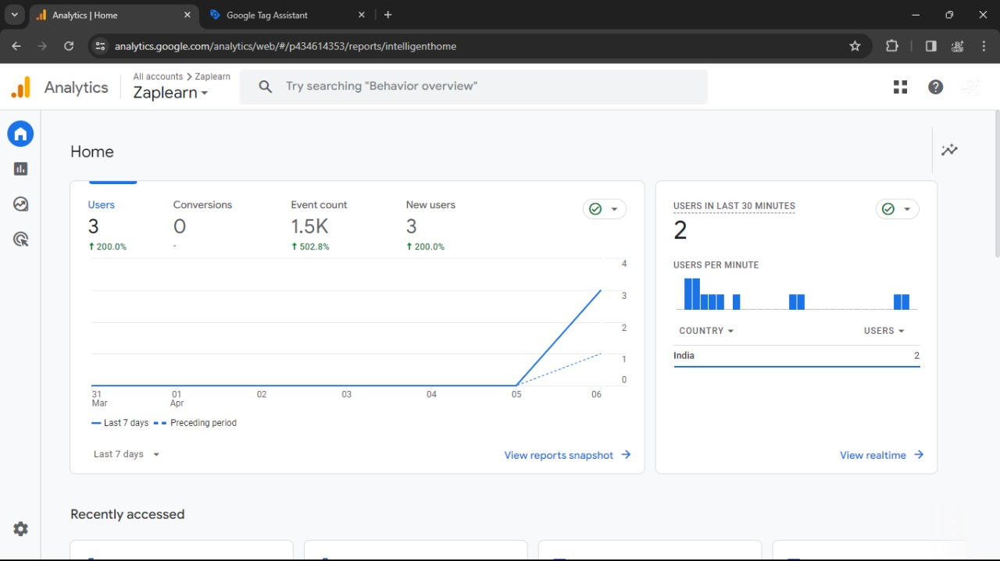 Analytics | Home
Google Tag Assistant
analytics.google.com/analytics/web/#/p434614353/reports/intelligenthome
Analytics
All accounts > Zaplearn
Zaplearn
Try searching "Behavior overview"
Home
Users
3
200.0%
Conversions
0
-
Event count
1.5K
502.8%
New users
3
200.0%
4
3
2
1
0
31
Mar
01
Apr
02
03
04
05
06
Last 7 days
Preceding period
Last 7 days
View reports snapshot
USERS IN LAST 30 MINUTES
2
USERS PER MINUTE
COUNTRY
USERS
India
2
View realtime
Recently accessed